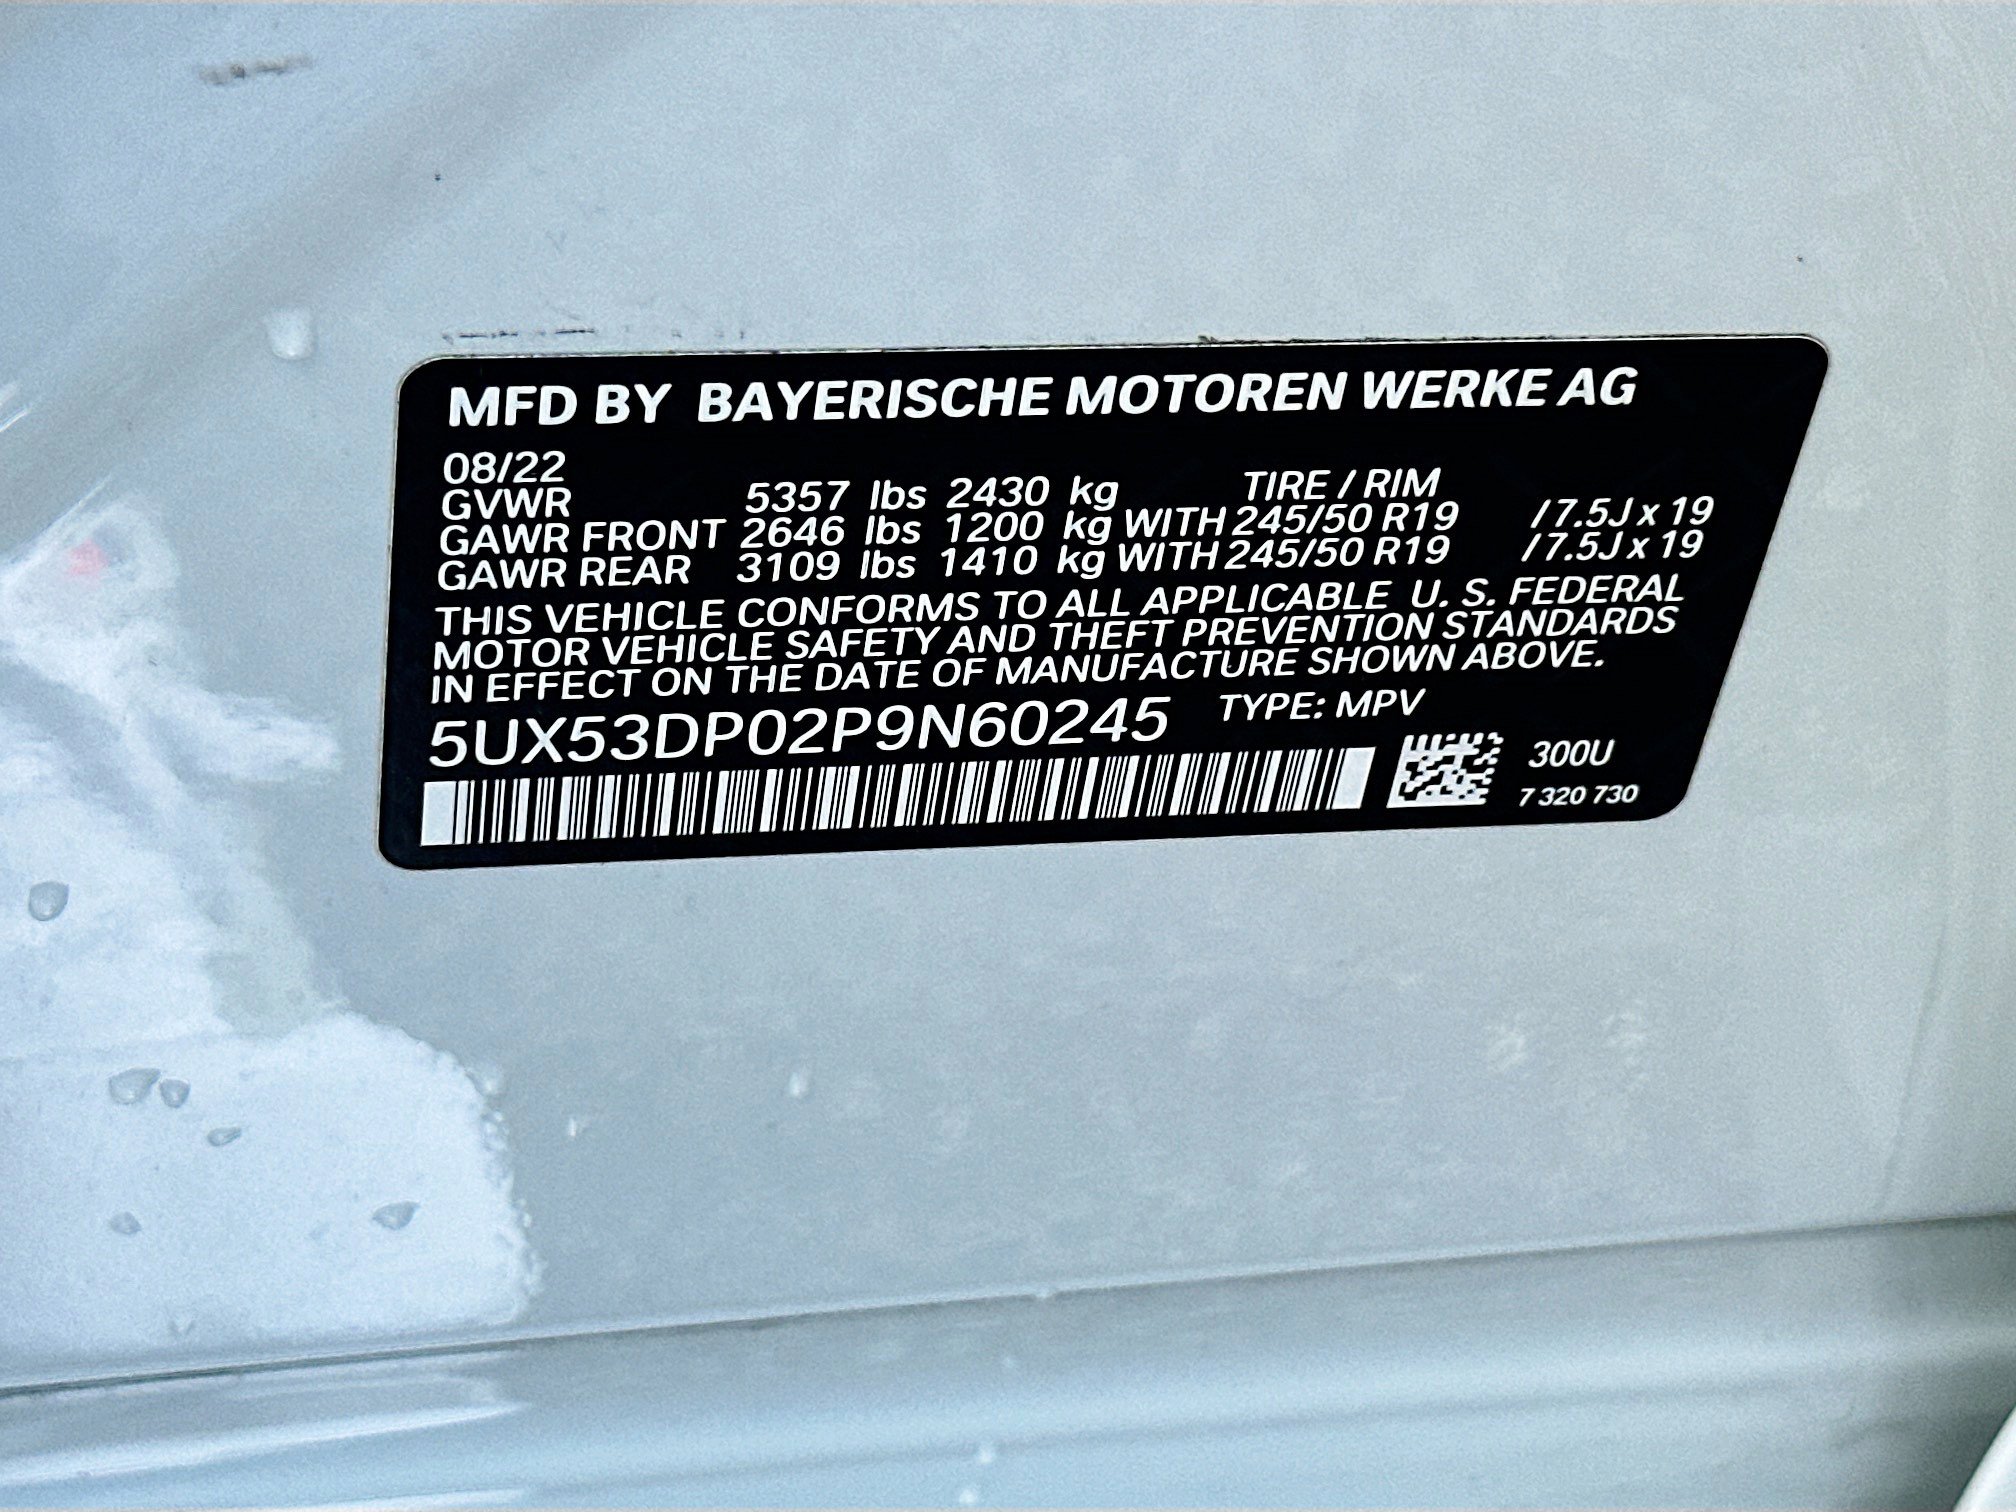 MFD BY BAYERISCHE MOTOREN WERKE AG
08/22
GVWR 5357 lbs 2430 kg TIRE / RIM
GAWR FRONT 2646 lbs 1200 kg WITH 245/50 R19 / 7.5J x 19
GAWR REAR 3109 lbs 1410 kg WITH 245/50 R19 / 7.5J x 19
THIS VEHICLE CONFORMS TO ALL APPLICABLE U. S. FEDERAL
MOTOR VEHICLE SAFETY AND THEFT PREVENTION STANDARDS
IN EFFECT ON THE DATE OF MANUFACTURE SHOWN ABOVE.
5UX53DP02P9N60245 TYPE: MPV
300U
7 320 730